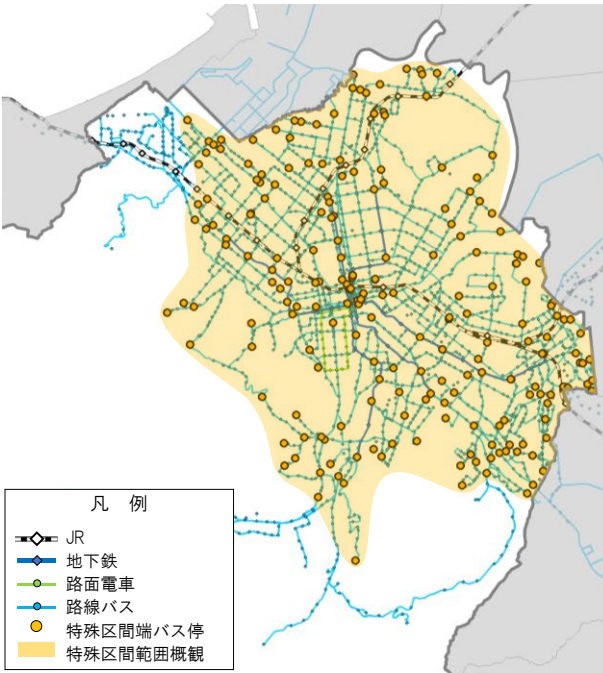 凡 例
JR
地下鉄
路面電車
路線バス
特殊区間端バス停
特殊区間範囲概観